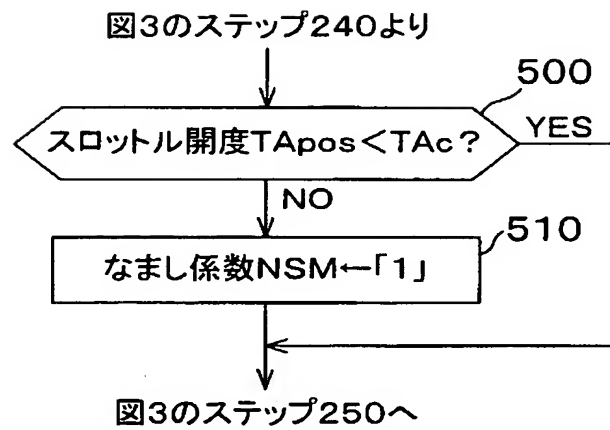 図3のステップ240より
500
スロットル開度TApos<TAc?
YES
NO
510
なまし係数NSM←「1」
図3のステップ250へ